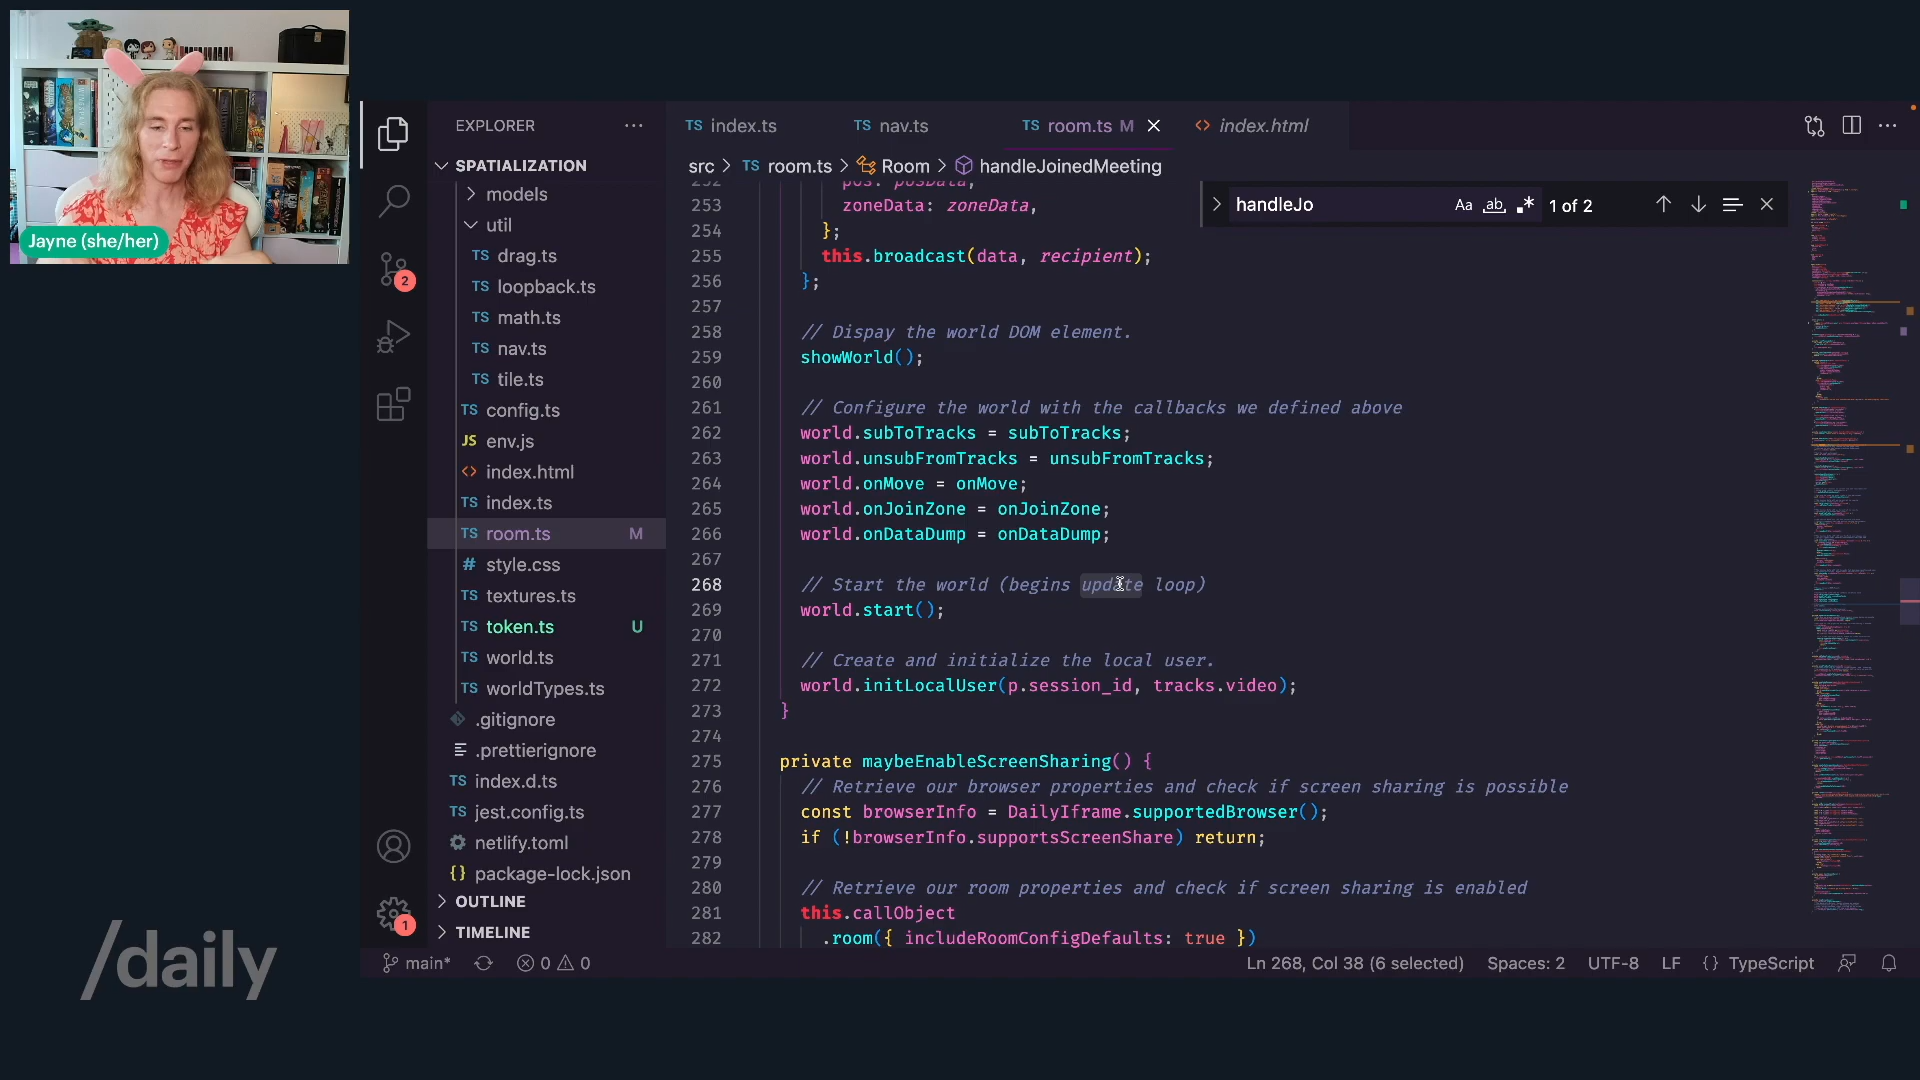 Jayne (she/her)
/daily
EXPLORER
SPATIALIZATION
models
util
TS drag.ts
TS loopback.ts
TS math.ts
TS nav.ts
TS tile.ts
TS config.ts
JS env.js
<> index.html
TS index.ts
TS room.ts M
# style.css
TS textures.ts
TS token.ts U
TS world.ts
TS worldTypes.ts
.gitignore
.prettierignore
TS index.d.ts
TS jest.config.ts
netlify.toml
{} package-lock.json
OUTLINE
TIMELINE
2
1
TS index.ts TS nav.ts TS room.ts M <> index.html
src > TS room.ts > Room > handleJoinedMeeting
handleJo Aa ab 1 of 2
252 pos: posData,
253 zoneData: zoneData,
254 };
255 this.broadcast(data, recipient);
256 };
257
258 // Dispay the world DOM element.
259 showWorld();
260
261 // Configure the world with the callbacks we defined above
262 world.subToTracks = subToTracks;
263 world.unsubFromTracks = unsubFromTracks;
264 world.onMove = onMove;
265 world.onJoinZone = onJoinZone;
266 world.onDataDump = onDataDump;
267
268 // Start the world (begins update loop)
269 world.start();
270
271 // Create and initialize the local user.
272 world.initLocalUser(p.session_id, tracks.video);
273 }
274
275 private maybeEnableScreenSharing() {
276 // Retrieve our browser properties and check if screen sharing is possible
277 const browserInfo = DailyIframe.supportedBrowser();
278 if (!browserInfo.supportsScreenShare) return;
279
280 // Retrieve our room properties and check if screen sharing is enabled
281 this.callObject
282 .room({ includeRoomConfigDefaults: true })
main* 0 0 Ln 268, Col 38 (6 selected) Spaces: 2 UTF-8 LF {} TypeScript